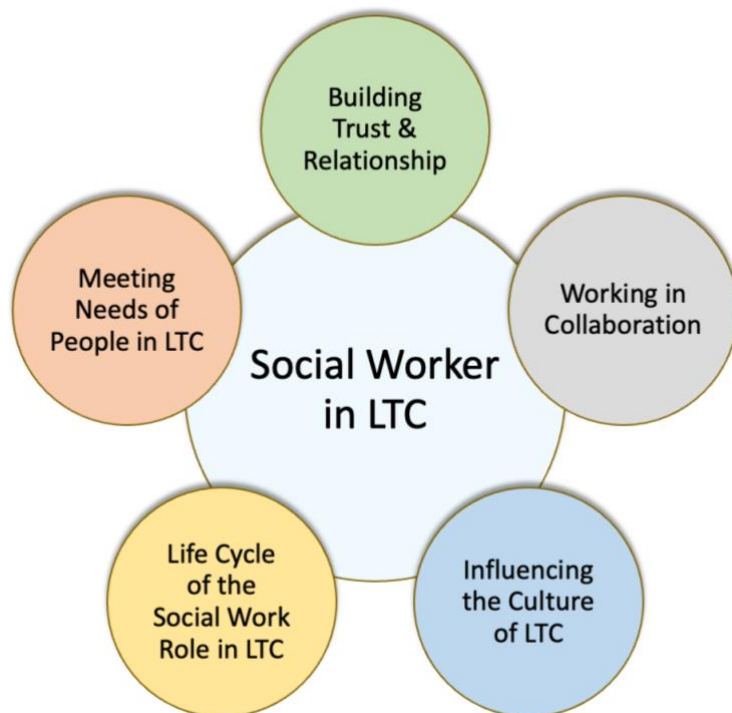 Building
Trust &
Relationship
Meeting
Needs of
People in LTC
Working in
Collaboration
Social Worker
in LTC
Life Cycle
of the
Social Work
Role in LTC
Influencing
the Culture
of LTC